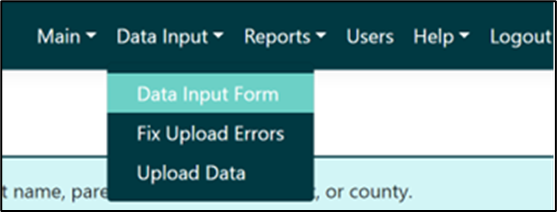 Main Data Input Reports Users Help Logout
Data Input Form
Fix Upload Errors
Upload Data
name, or county.